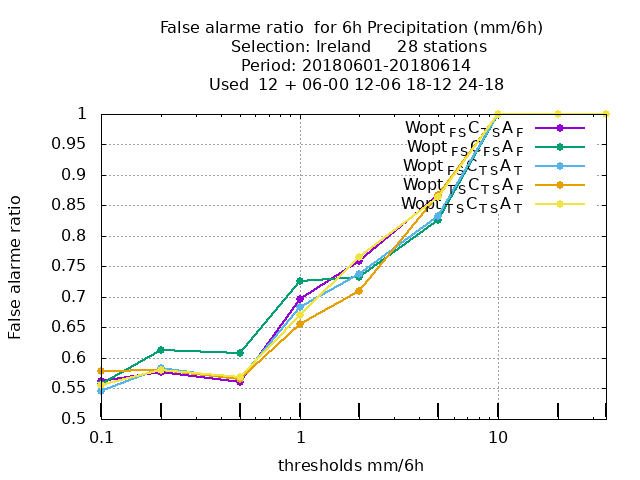 False alarme ratio  for 6h Precipitation (mm/6h)
Selection: Ireland     28 stations
Period: 20180601-20180614
Used  12 + 06-00 12-06 18-12 24-18
Wopt FS C TS A F
Wopt FS C FS A F
Wopt FS C TS A T
Wopt TS C TS A F
Wopt TS C TS A T
1
0.95
0.9
0.85
0.8
0.75
0.7
0.65
0.6
0.55
0.5
False alarme ratio
0.1
1
10
thresholds mm/6h